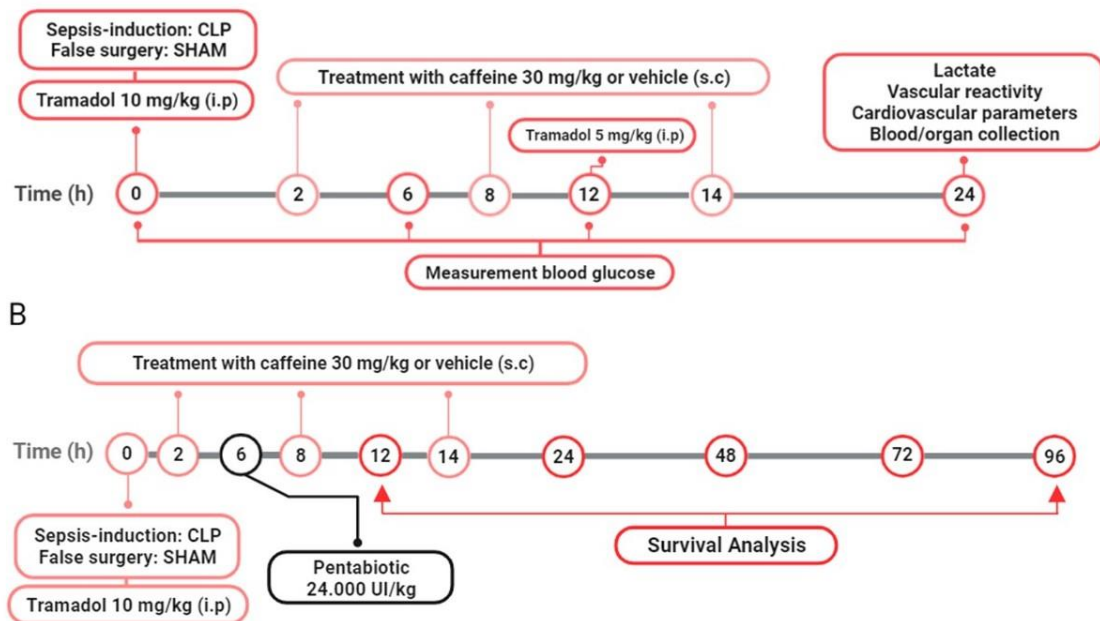 Sepsis-induction: CLP
False surgery: SHAM
Tramadol 10 mg/kg (i.p)
Treatment with caffeine 30 mg/kg or vehicle (s.c)
Tramadol 5 mg/kg (i.p)
Lactate
Vascular reactivity
Cardiovascular parameters
Blood/organ collection
Time (h) 0 2 6 8 12 14 24
Measurement blood glucose
B
Treatment with caffeine 30 mg/kg or vehicle (s.c)
Time (h) 0 2 6 8 12 14 24 48 72 96
Sepsis-induction: CLP
False surgery: SHAM
Tramadol 10 mg/kg (i.p)
Pentabiotic
24.000 UI/kg
Survival Analysis